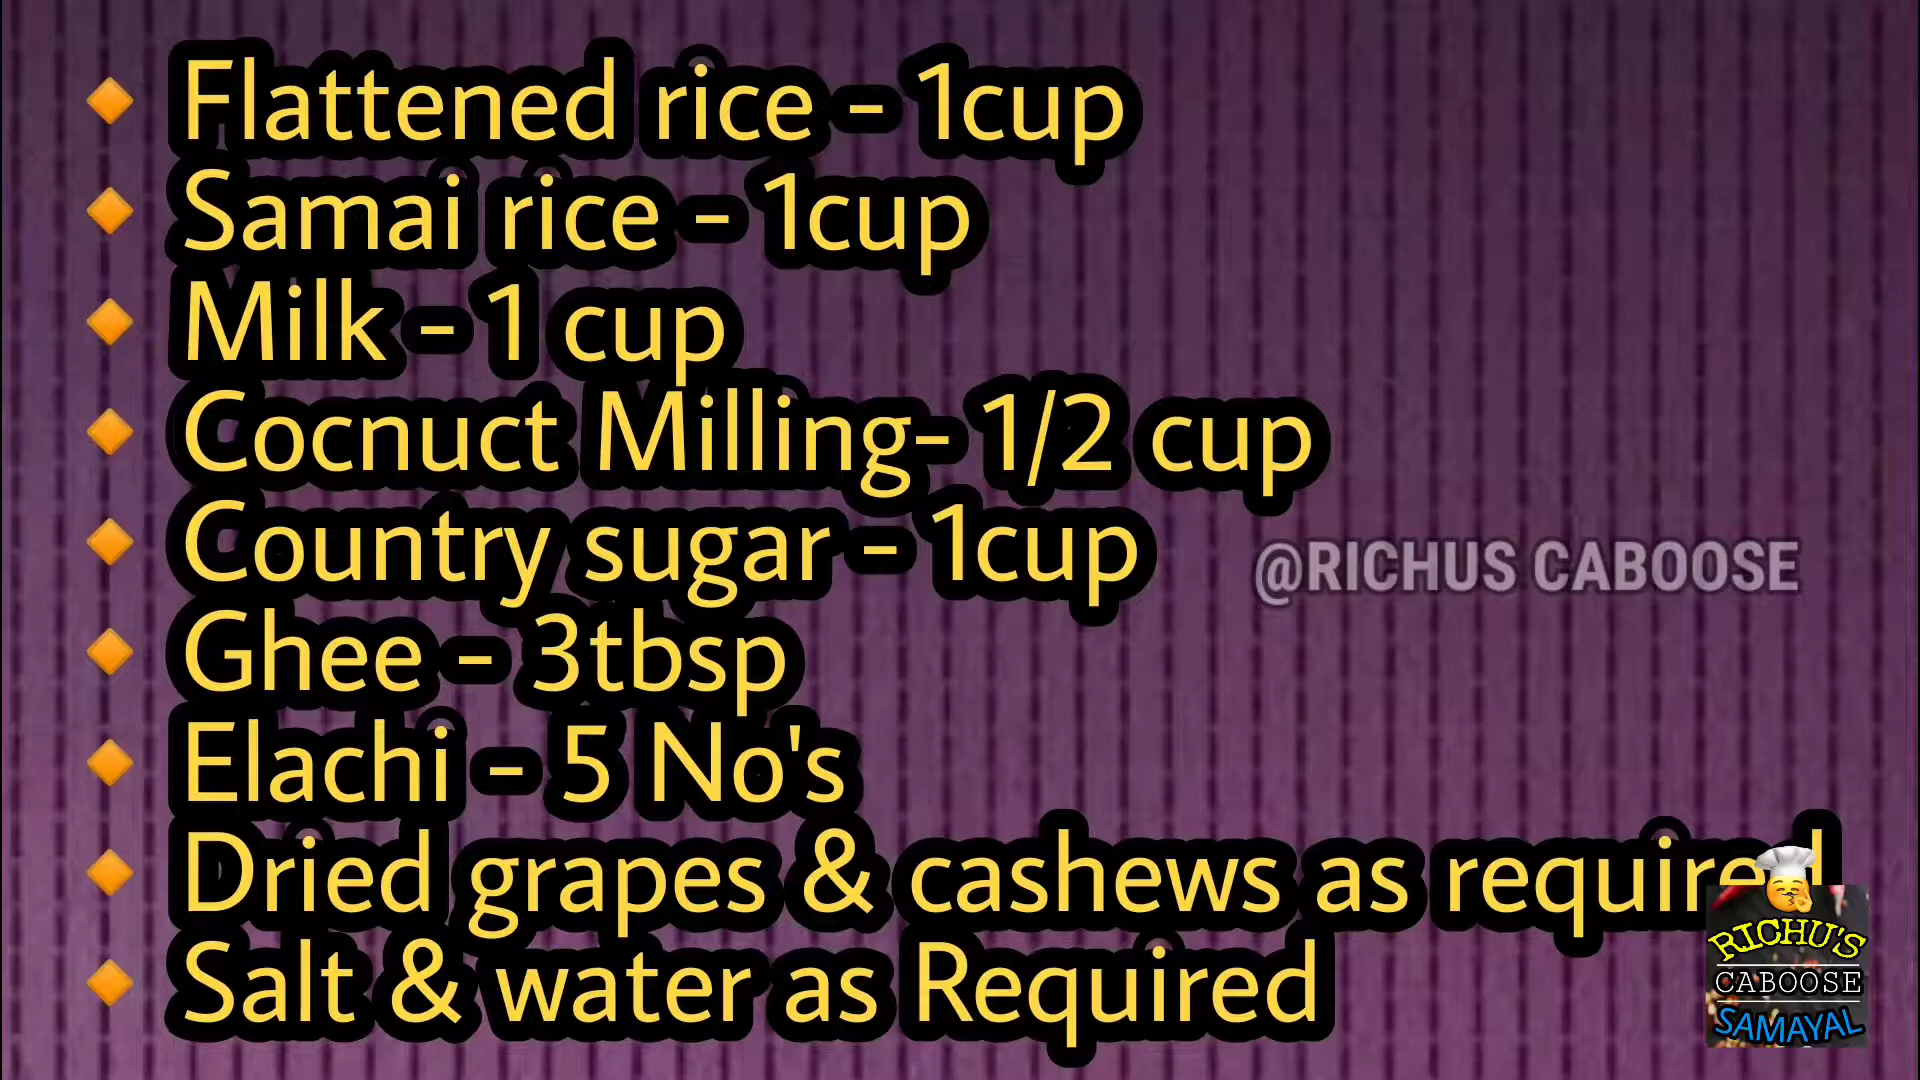 Flattened rice - 1cup
Samai rice - 1cup
Milk - 1 cup
Cocnuct Milling- 1/2 cup
Country sugar - 1cup
@RICHUS CABOOSE
Ghee - 3tbsp
Elachi - 5 No's
Dried grapes & cashews as required
Salt & water as Required
RICHU'S
CABOOSE
SAMAYAL